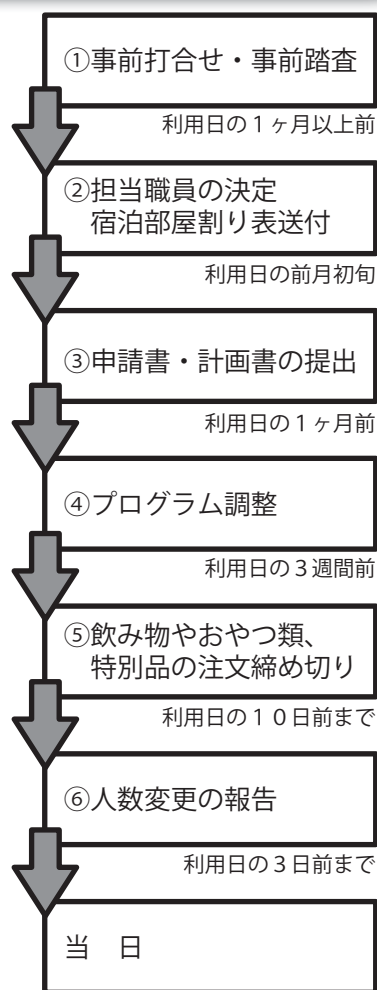 ①事前打合せ・事前踏査
利用日の1ヶ月以上前
②担当職員の決定
宿泊部屋割り表送付
利用日の前月初旬
③申請書・計画書の提出
利用日の1ヶ月前
④プログラム調整
利用日の3週間前
⑤飲み物やおやつ類、
特別品の注文締め切り
利用日の10日前まで
⑥人数変更の報告
利用日の3日前まで
当　日